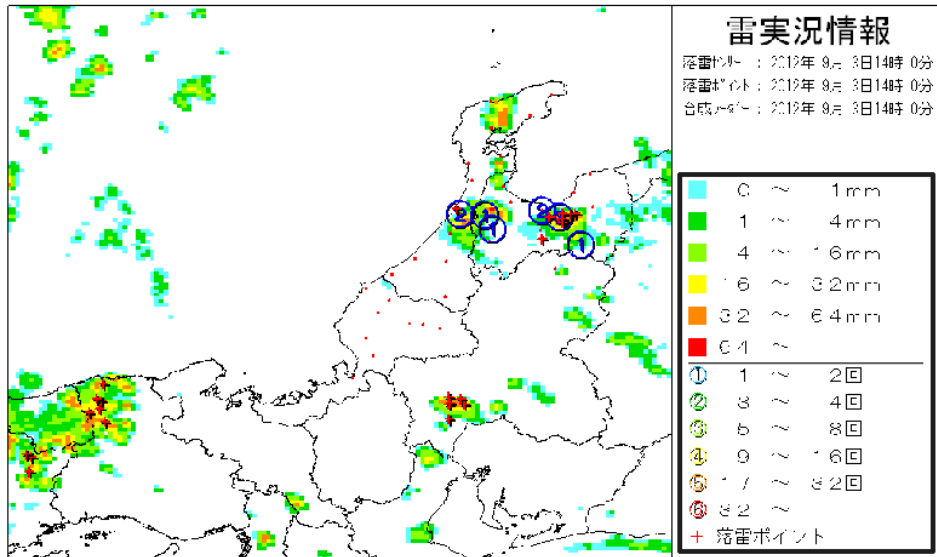 雷実況情報
落雷ｾﾝｻｰ : 2012年 9月 3日14時 0分
落雷ﾎﾟｲﾝﾄ : 2012年 9月 3日14時 0分
合成ﾚｰﾀﾞｰ : 2012年 9月 3日14時 0分
0 ～ 1mm
1 ～ 4mm
4 ～ 16mm
16 ～ 32mm
32 ～ 64mm
64 ～
① 1 ～ 2回
② 3 ～ 4回
③ 5 ～ 8回
④ 9 ～ 16回
⑤ 17 ～ 32回
⑥ 32 ～
+ 落雷ポイント
2
1
2
1
1